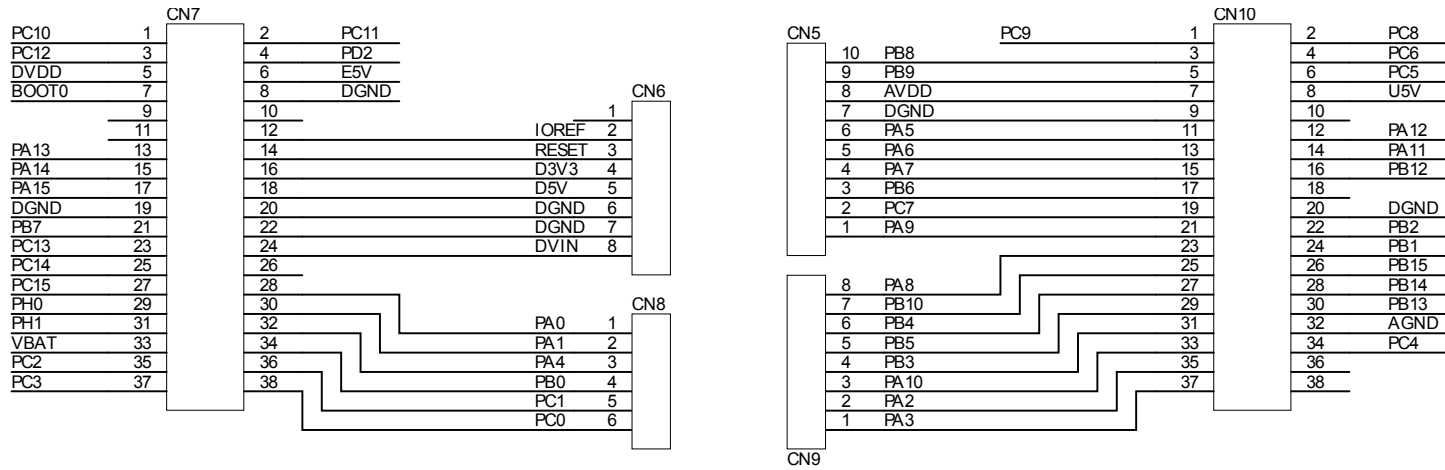 CN7 CN10
PC10 1 2 PC11 CN5 PC9 1 2 PC8
PC12 3 4 PD2 10 PB8 3 4 PC6
DVDD 5 6 E5V 9 PB9 5 6 PC5
BOOT0 7 8 DGND CN6 8 AVDD 7 8 U5V
9 10 1 7 DGND 9 10
11 12 IOREF 2 6 PA5 11 12 PA12
PA13 13 14 RESET 3 5 PA6 13 14 PA11
PA14 15 16 D3V3 4 4 PA7 15 16 PB12
PA15 17 18 D5V 5 3 PB6 17 18
DGND 19 20 DGND 6 2 PC7 19 20 DGND
PB7 21 22 DGND 7 1 PA9 21 22 PB2
PC13 23 24 DVIN 8 23 24 PB1
PC14 25 26 25 26 PB15
PC15 27 28 8 PA8 27 28 PB14
PH0 29 30 CN8 7 PB10 29 30 PB13
PH1 31 32 PA0 1 6 PB4 31 32 AGND
VBAT 33 34 PA1 2 5 PB5 33 34 PC4
PC2 35 36 PA4 3 4 PB3 35 36
PC3 37 38 PB0 4 3 PA10 37 38
PC1 5 2 PA2
PC0 6 1 PA3
CN9